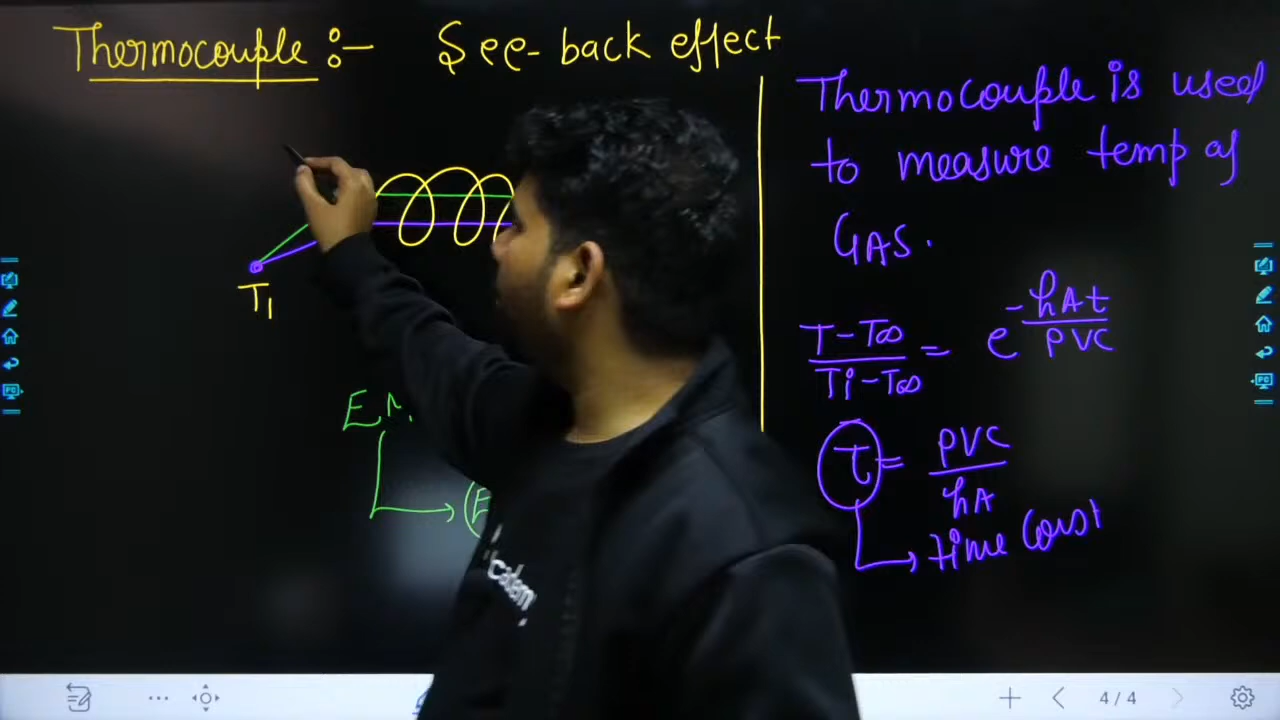 Thermocouple :- See-back effect
T1
E.
Thermocouple is used
to measure temp of
GAS.
T-T∞ / Ti-T∞ = e^(-hAt / ρVC)
τ = ρVC / hA
time const
4/4